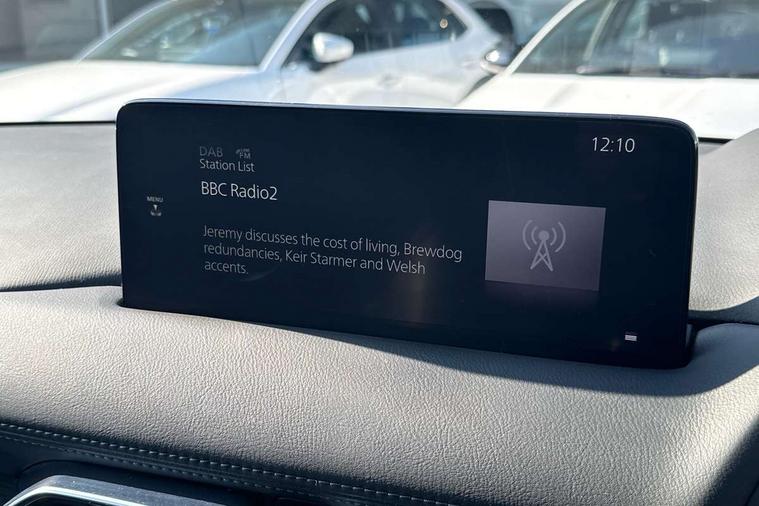 12:10
DAB FM
Station List
BBC Radio2
MENU
Jeremy discusses the cost of living, Brewdog
redundancies, Keir Starmer and Welsh
accents.